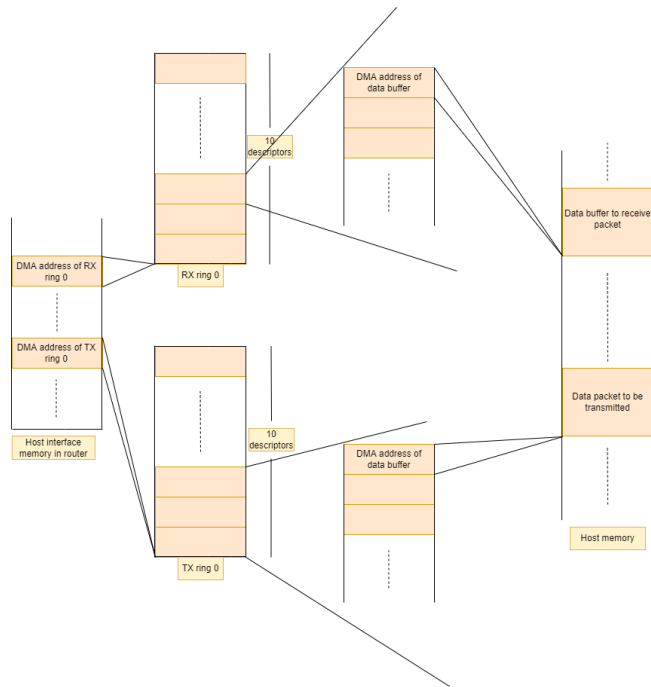 DMA address of
data buffer
10
descriptors
Data buffer to receive
packet
DMA address of RX
ring 0
RX ring 0
DMA address of TX
ring 0
Data packet to be
transmitted
10
descriptors
Host interface
memory in router
DMA address of
data buffer
Host memory
TX ring 0